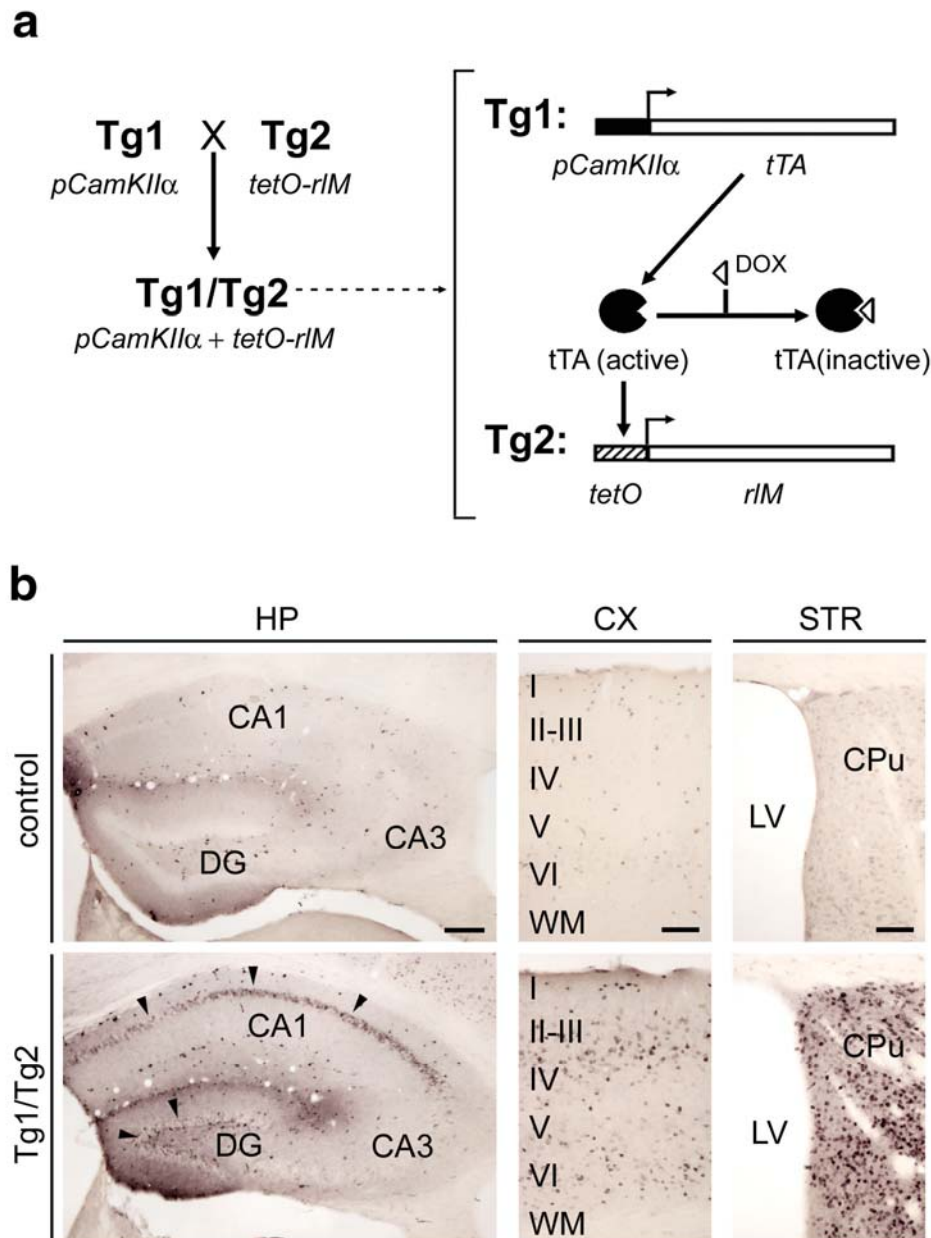 a
Tg1 X Tg2
pCamKIIα tetO-rlM
Tg1/Tg2
pCamKIIα + tetO-rlM
Tg1:
pCamKIIα tTA
DOX
tTA (active) tTA(inactive)
Tg2:
tetO rlM
b
HP CX STR
control
CA1
DG
CA3
I
II-III
IV
V
VI
WM
CPu
LV
Tg1/Tg2
CA1
DG
CA3
I
II-III
IV
V
VI
WM
CPu
LV